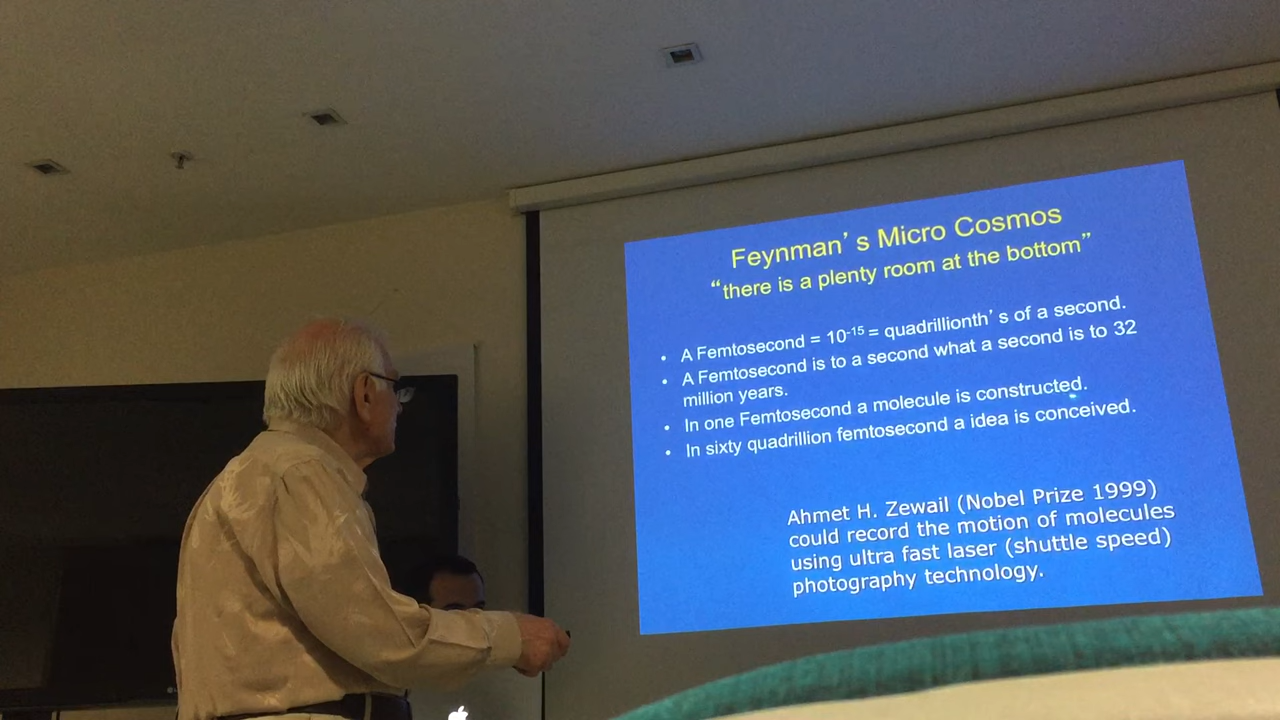 Feynman's Micro Cosmos
“there is a plenty room at the bottom”
• A Femtosecond = 10⁻¹⁵ = quadrillionth's of a second.
• A Femtosecond is to a second what a second is to 32
million years.
• In one Femtosecond a molecule is constructed.
• In sixty quadrillion femtosecond a idea is conceived.
Ahmet H. Zewail (Nobel Prize 1999)
could record the motion of molecules
using ultra fast laser (shuttle speed)
photography technology.